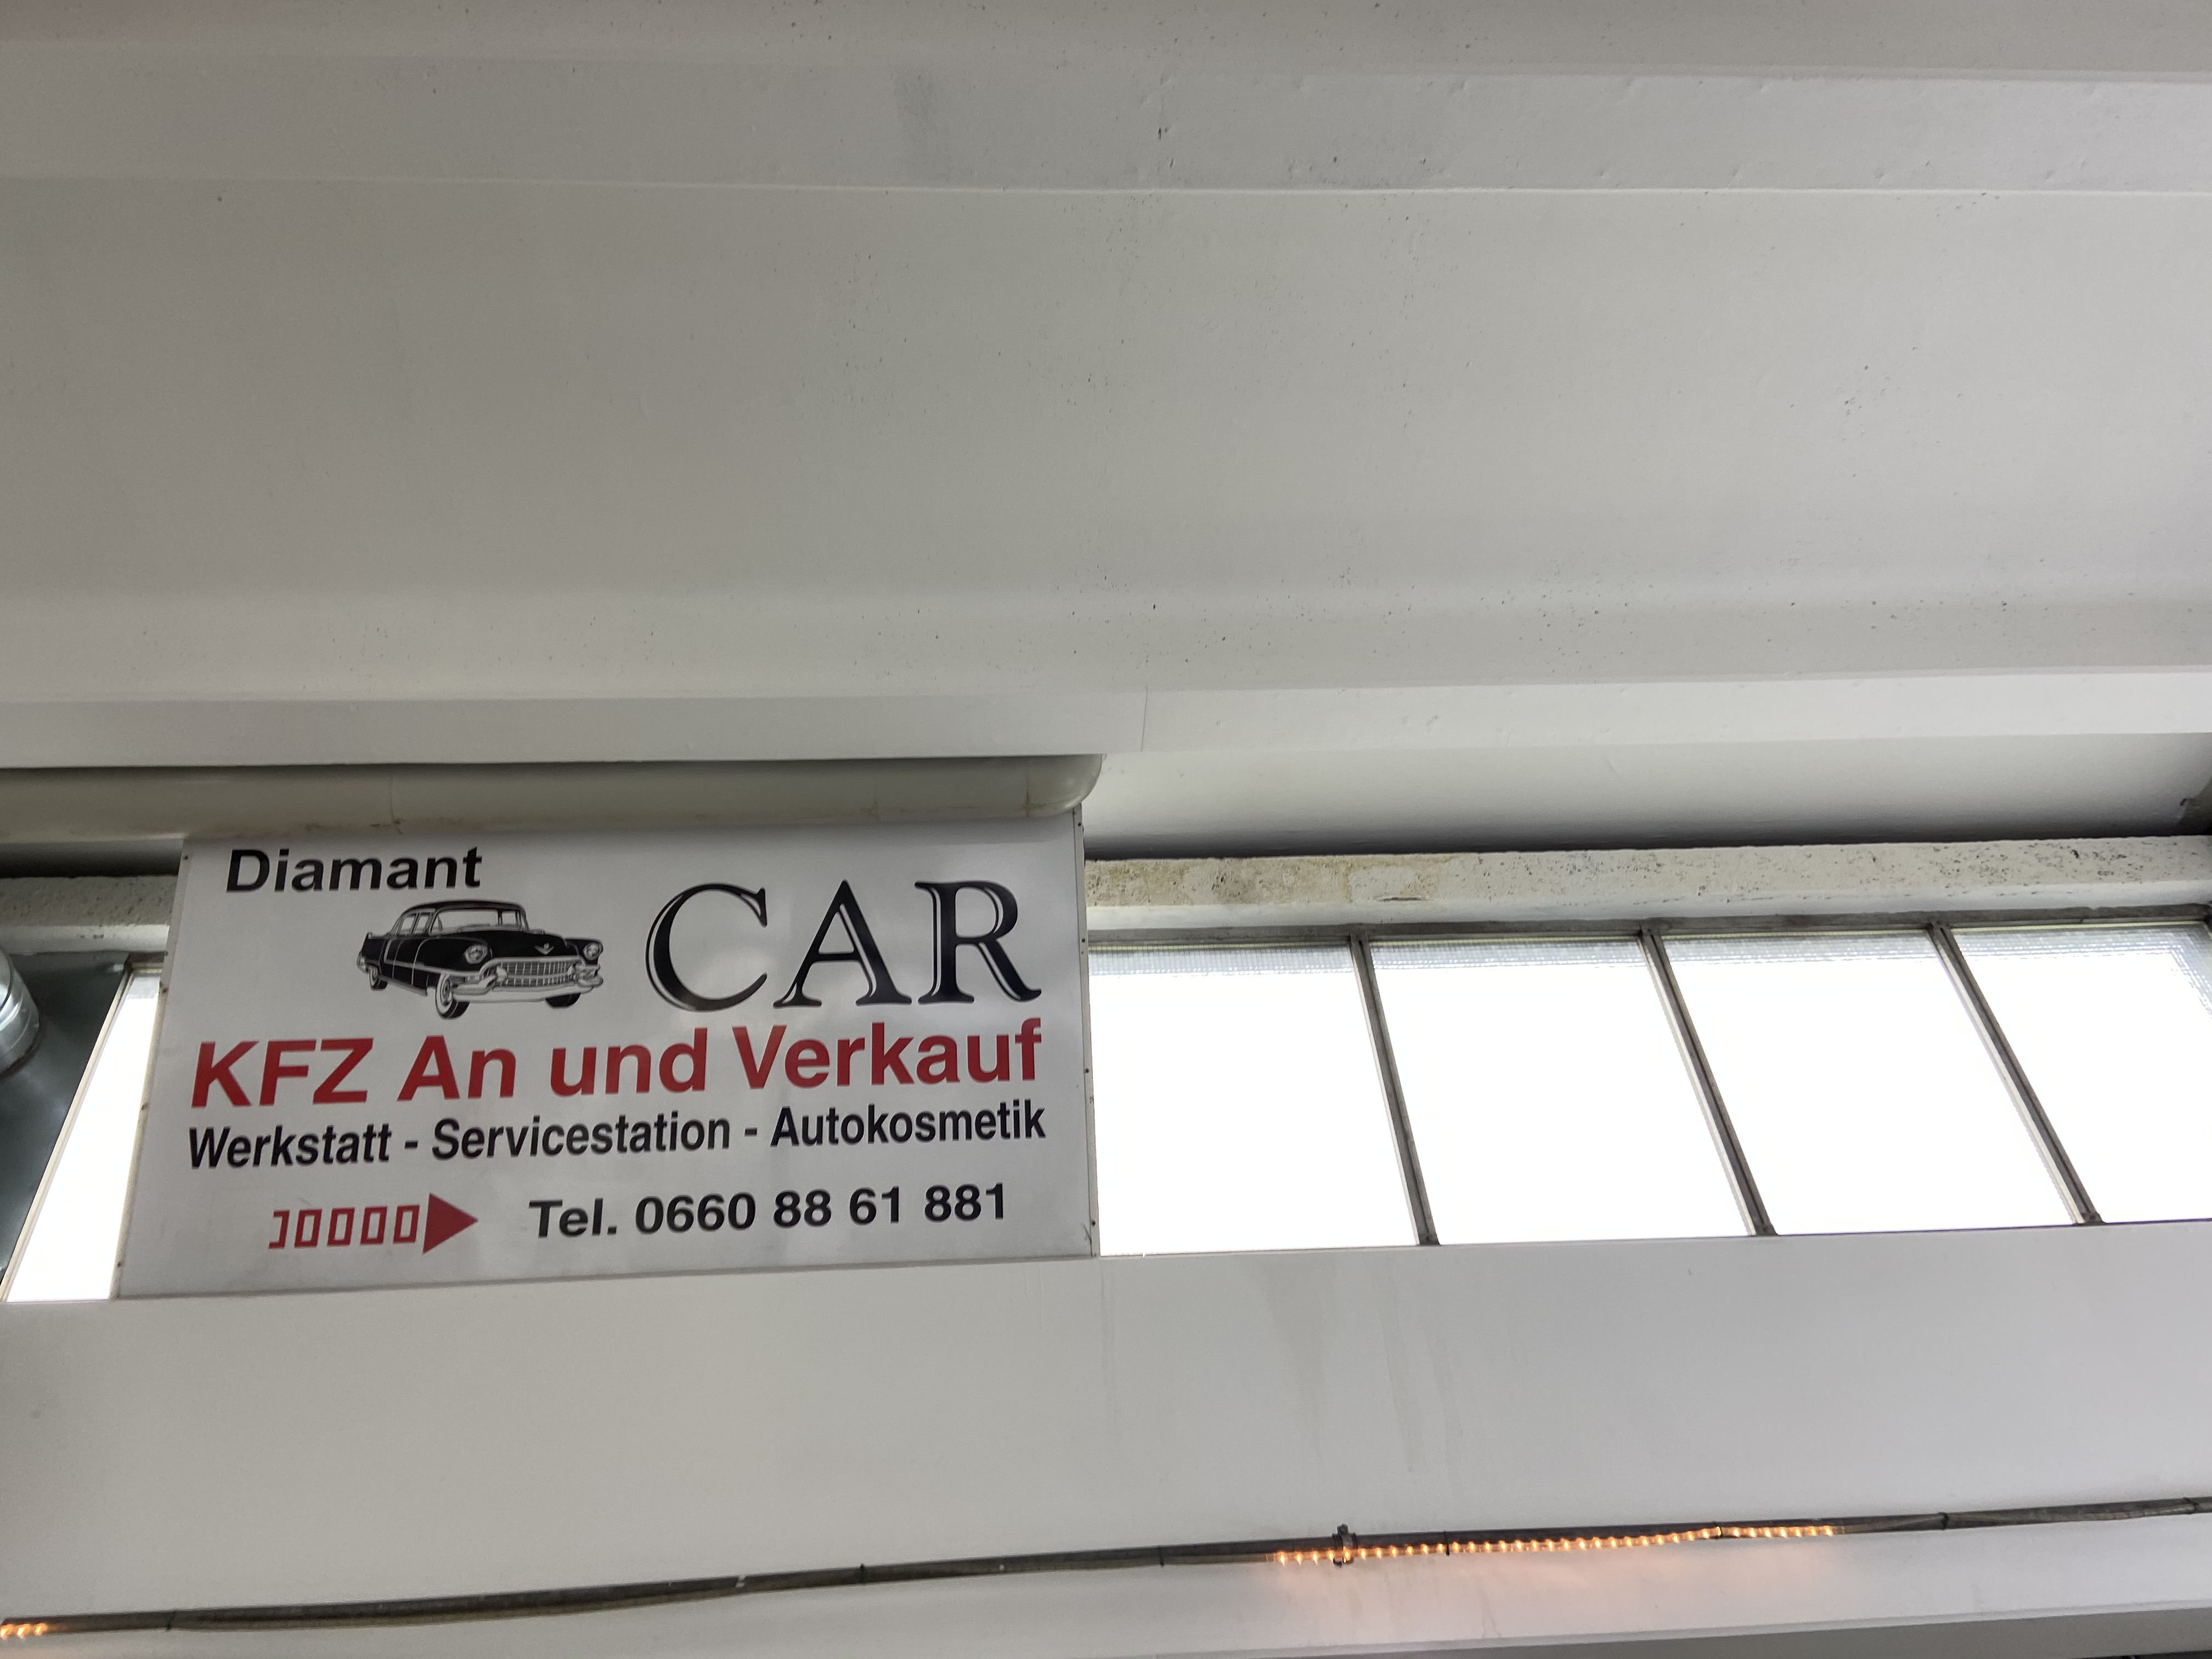 Diamant
CAR
KFZ An und Verkauf
Werkstatt - Servicestation - Autokosmetik
Tel. 0660 88 61 881